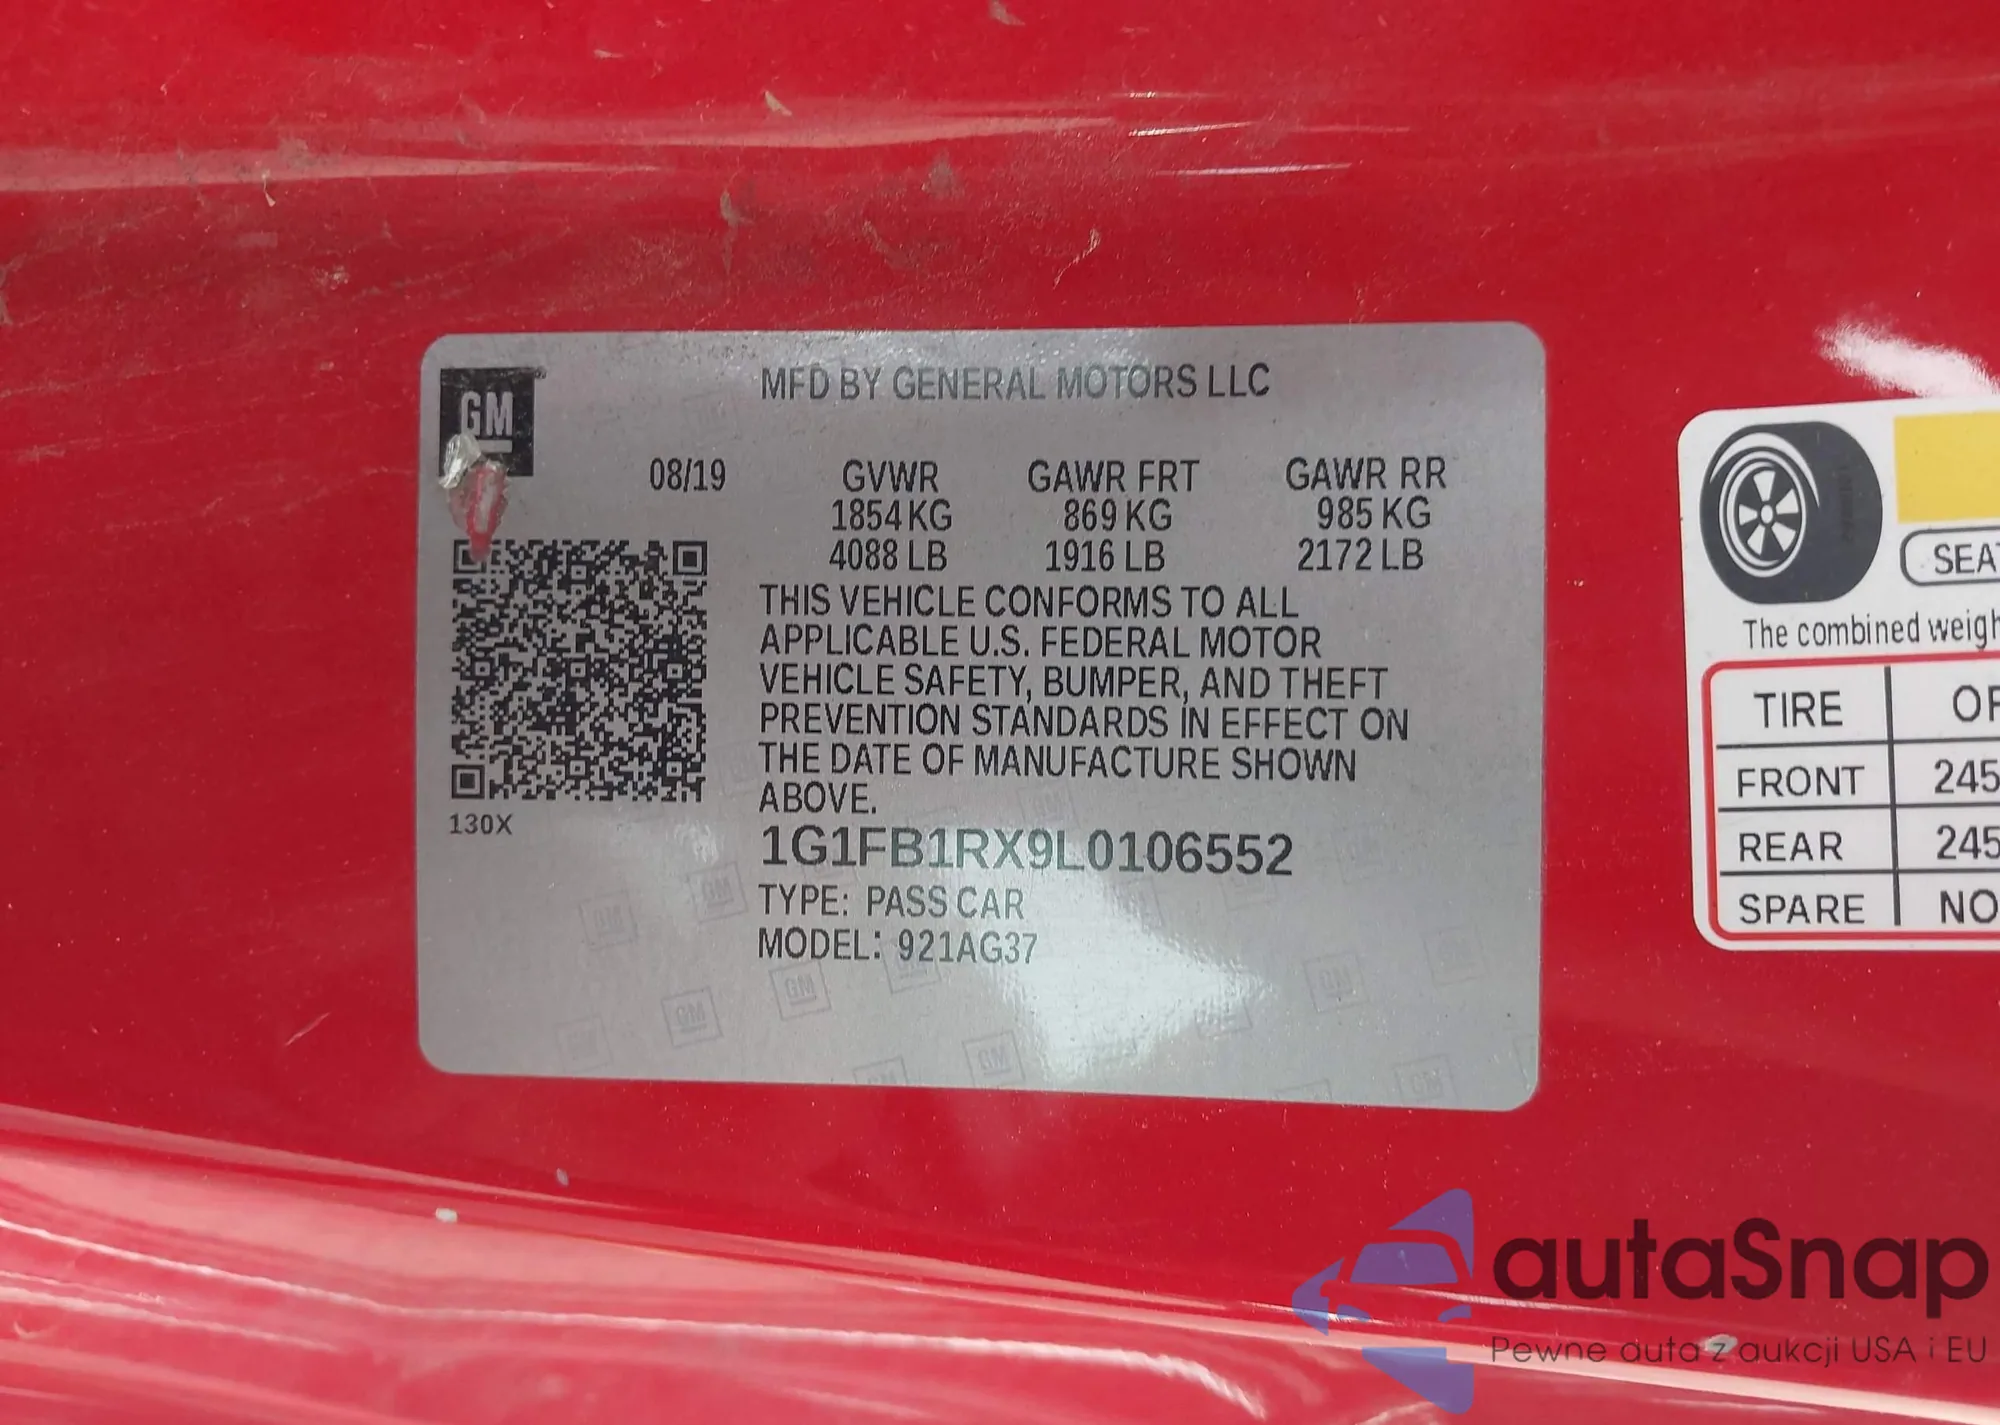 GM
MFD BY GENERAL MOTORS LLC
08/19 GVWR GAWR FRT GAWR RR
1854 KG 869 KG 985 KG
4088 LB 1916 LB 2172 LB
THIS VEHICLE CONFORMS TO ALL
APPLICABLE U.S. FEDERAL MOTOR
VEHICLE SAFETY, BUMPER, AND THEFT
PREVENTION STANDARDS IN EFFECT ON
THE DATE OF MANUFACTURE SHOWN
ABOVE.
130X
1G1FB1RX9L0106552
TYPE: PASS CAR
MODEL: 921AG37
SEAT
The combined weigh
TIRE OR
FRONT 245
REAR 245
SPARE NO
autaSnap
Pewne auta z aukcji USA i EU